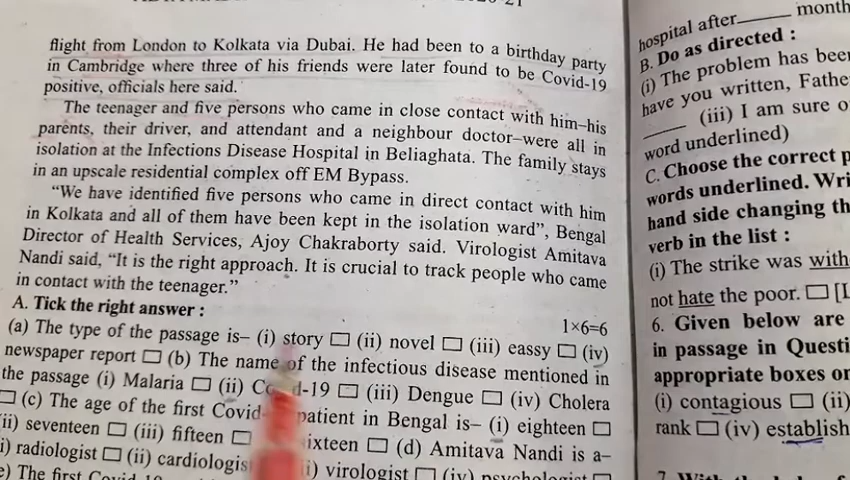 flight from London to Kolkata via Dubai. He had been to a birthday party
in Cambridge where three of his friends were later found to be Covid-19
positive, officials here said.
The teenager and five persons who came in close contact with him–his
parents, their driver, and attendant and a neighbour doctor–were all in
isolation at the Infections Disease Hospital in Beliaghata. The family stays
in an upscale residential complex off EM Bypass.
“We have identified five persons who came in direct contact with him
in Kolkata and all of them have been kept in the isolation ward”, Bengal
Director of Health Services, Ajoy Chakraborty said. Virologist Amitava
Nandi said, “It is the right approach. It is crucial to track people who came
in contact with the teenager.”
A. Tick the right answer :
1×6=6
(a) The type of the passage is– (i) story □ (ii) novel □ (iii) eassy □ (iv)
newspaper report □ (b) The name of the infectious disease mentioned in
the passage (i) Malaria □ (ii) -19 □ (iii) Dengue □ (iv) Cholera
□ (c) The age of the first Covid- patient in Bengal is– (i) eighteen □
(ii) seventeen □ (iii) fifteen □ □ (d) Amitava Nandi is a–
radiologist □ (ii) □ virologist □ (iv)
The first
hospital after month
B. Do as directed :
(i) The problem has
have you written,
(iii) I am sure
word underlined)
C. Choose the correct
words underlined.
hand side changing
verb in the list :
(i) The strike was
not hate the poor. □
6. Given below are
in passage in
appropriate boxes
(i) contagious □ (ii)
rank □ (iv) establish